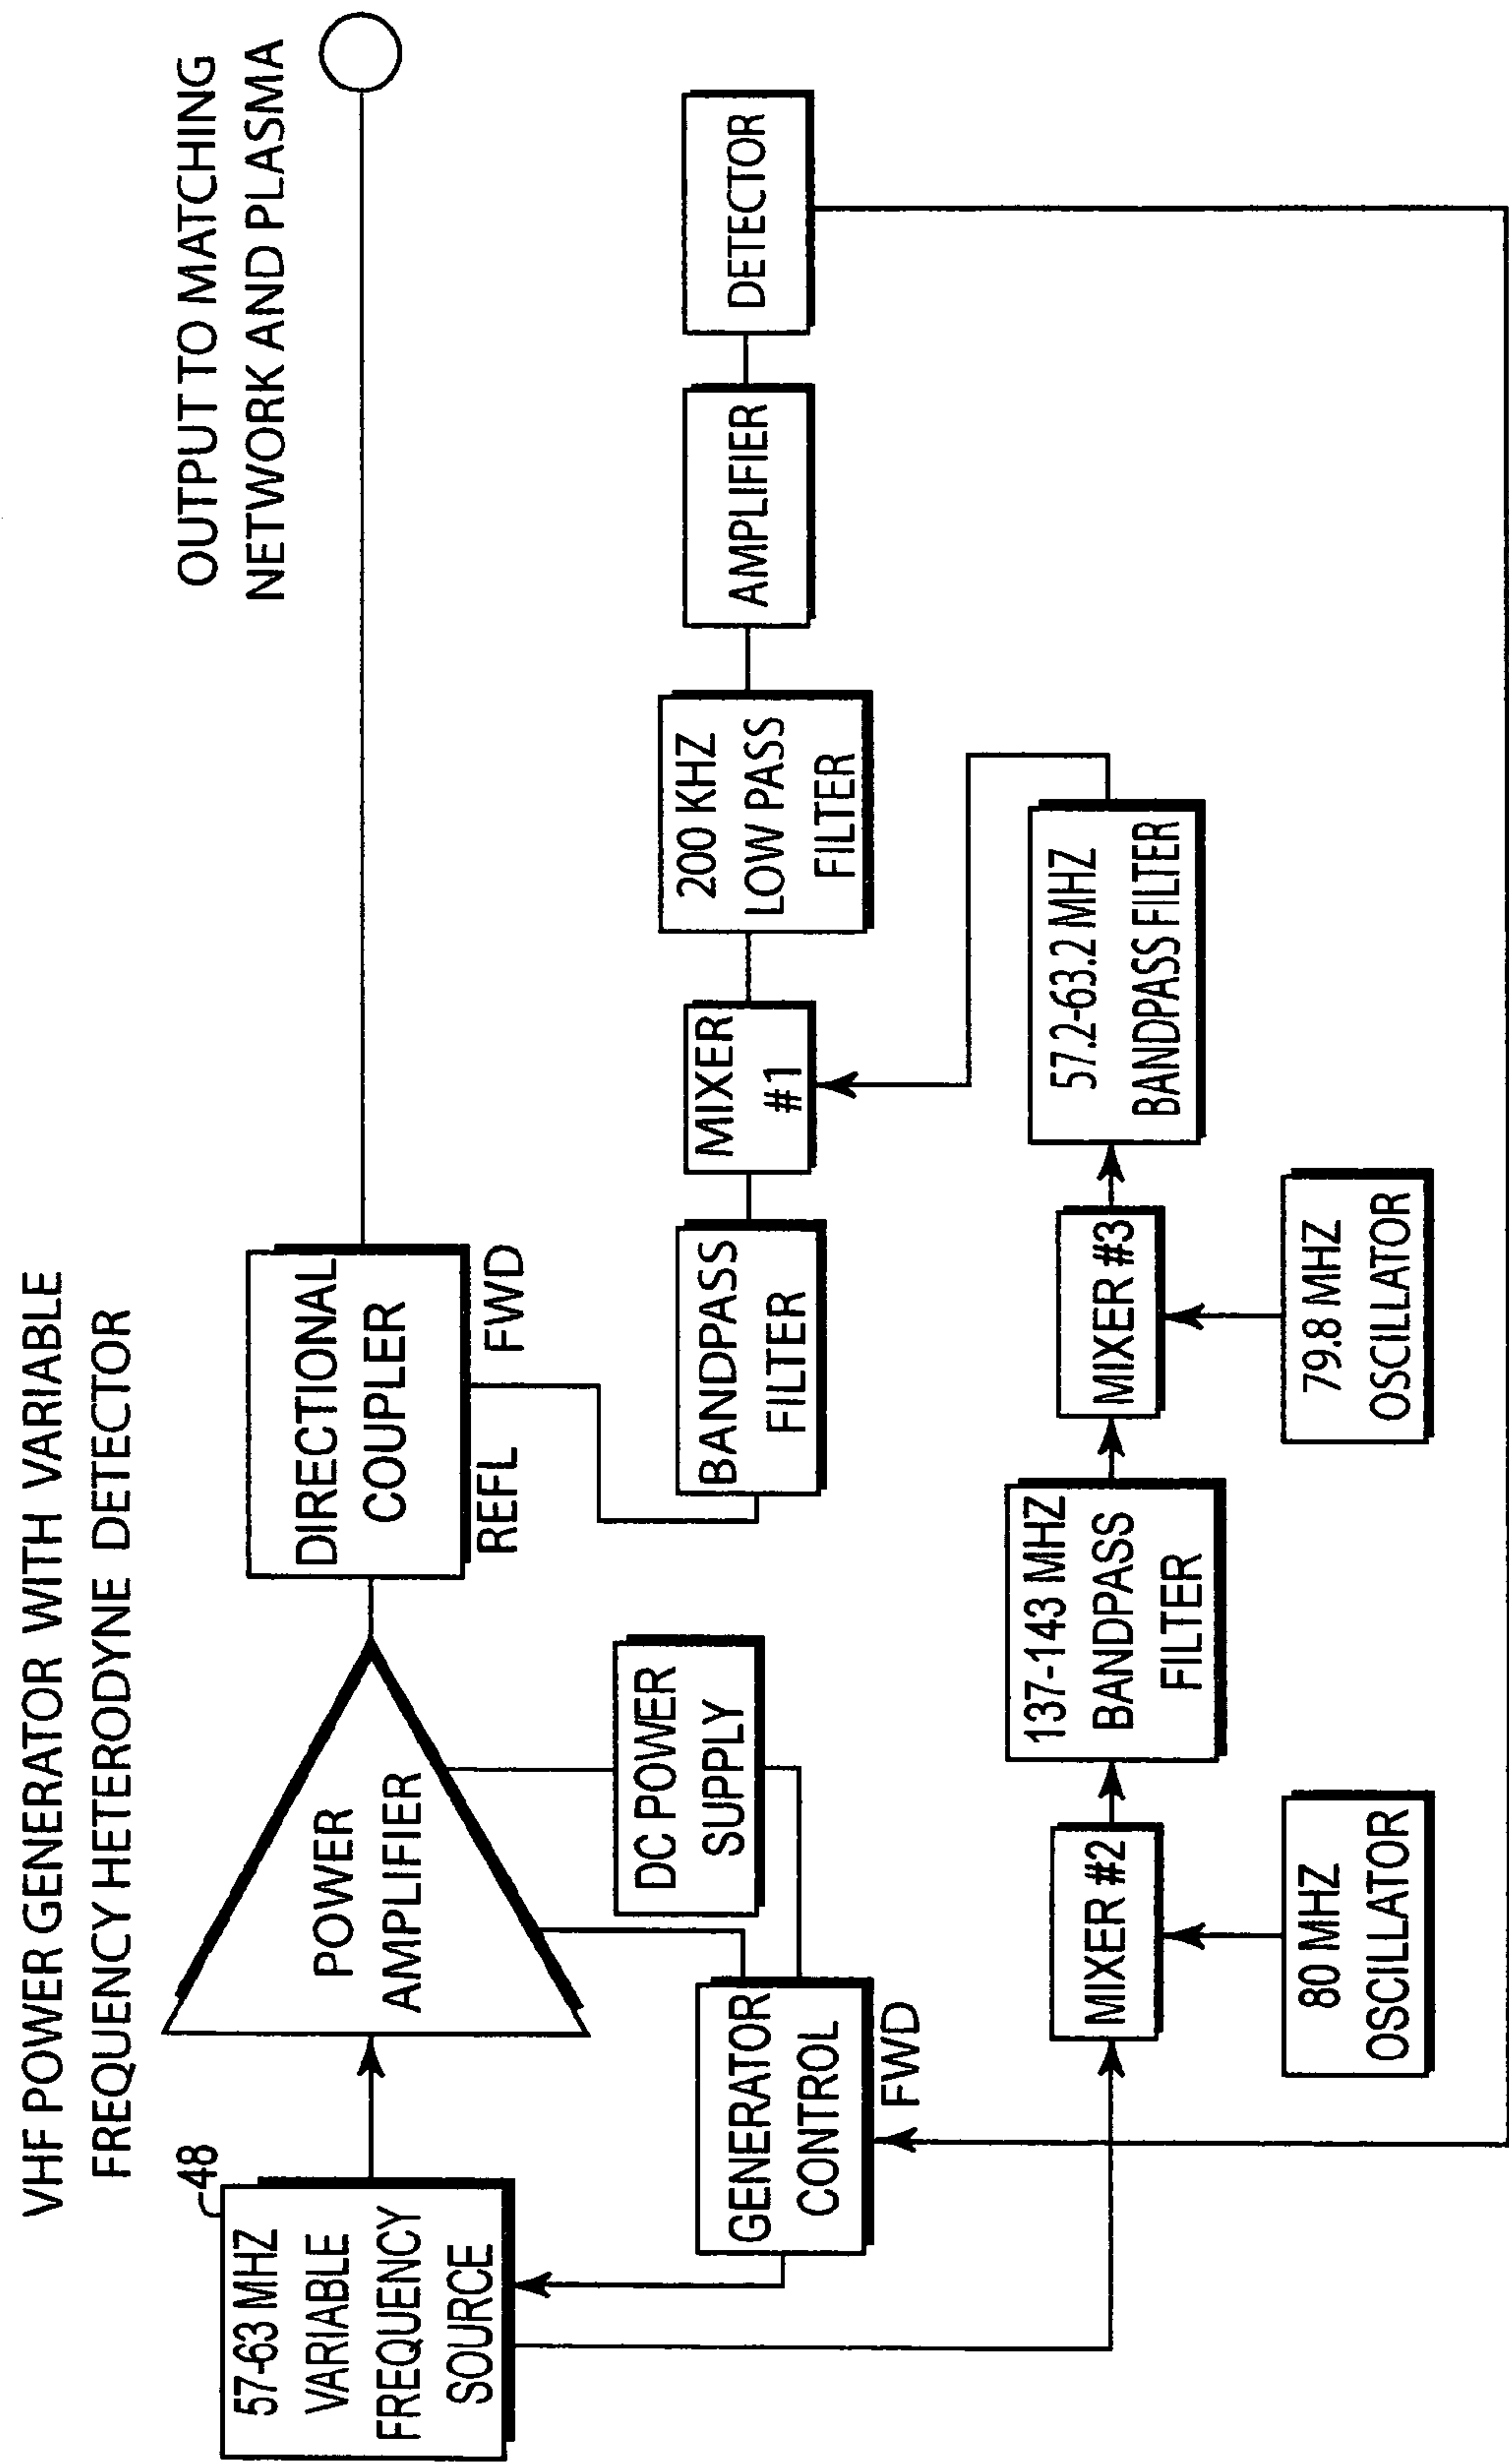 VHF POWER GENERATOR WITH VARIABLE
FREQUENCY HETERODYNE DETECTOR
48
57-63 MHZ
VARIABLE
FREQUENCY
SOURCE
POWER
AMPLIFIER
DIRECTIONAL
COUPLER
REFL
FWD
OUTPUT TO MATCHING
NETWORK AND PLASMA
DC POWER
SUPPLY
GENERATOR
CONTROL
FWD
BANDPASS
FILTER
MIXER
#1
200 KHZ
LOW PASS
FILTER
AMPLIFIER
DETECTOR
MIXER #2
137-143 MHZ
BANDPASS
FILTER
MIXER #3
57.2-63.2 MHZ
BANDPASS FILTER
80 MHZ
OSCILLATOR
79.8 MHZ
OSCILLATOR